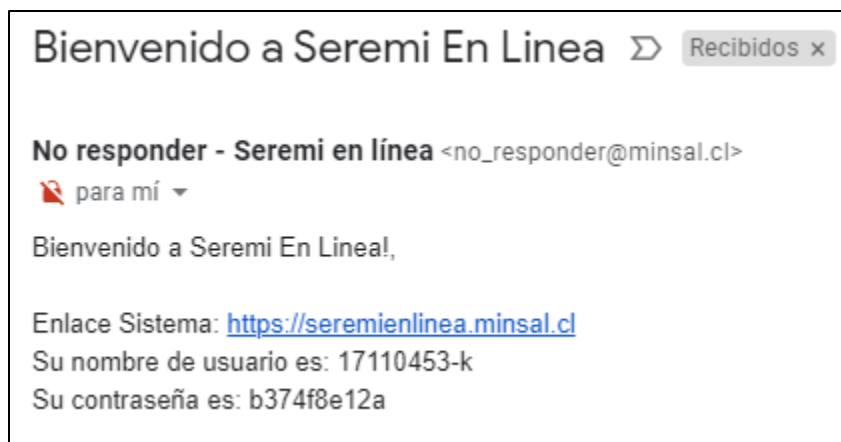 Bienvenido a Seremi En Linea Recibidos x
No responder - Seremi en línea <no_responder@minsal.cl>
para mí
Bienvenido a Seremi En Linea!,
Enlace Sistema: https://seremienlinea.minsal.cl
Su nombre de usuario es: 17110453-k
Su contraseña es: b374f8e12a